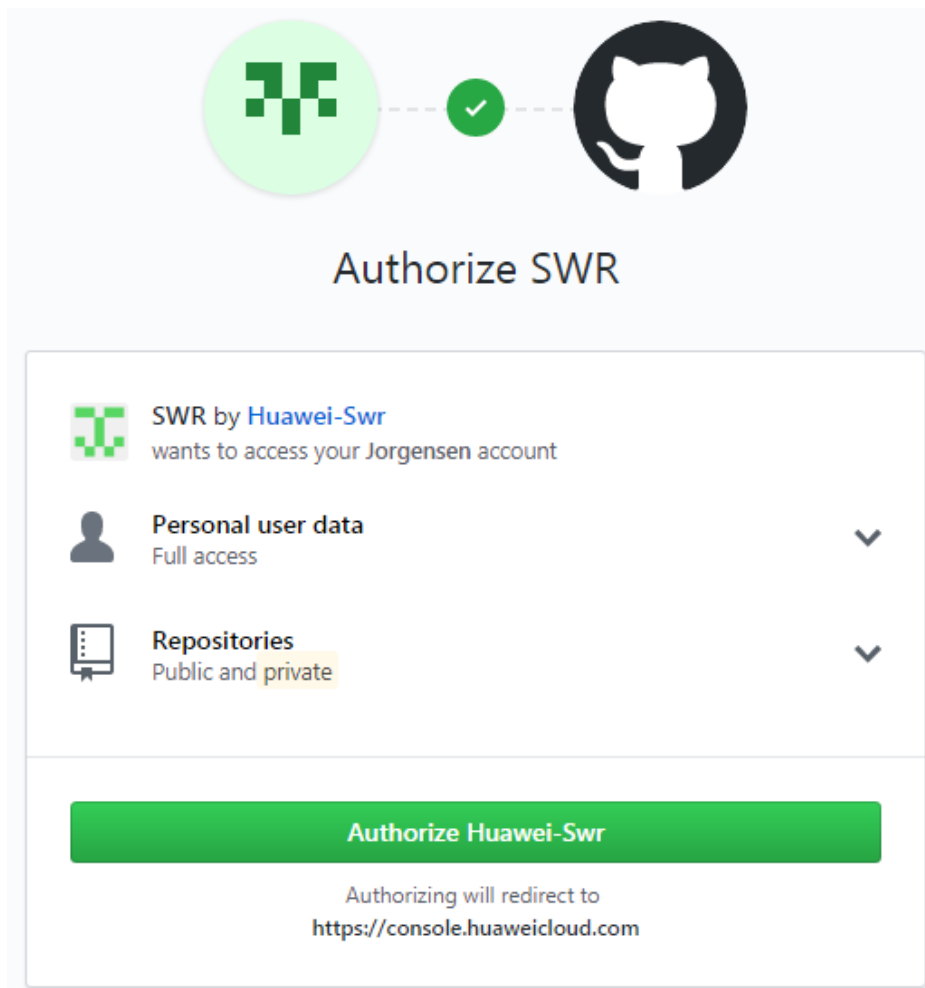 Authorize SWR
SWR by Huawei-Swr
wants to access your Jorgensen account
Personal user data
Full access
Repositories
Public and private
Authorize Huawei-Swr
Authorizing will redirect to
https://console.huaweicloud.com